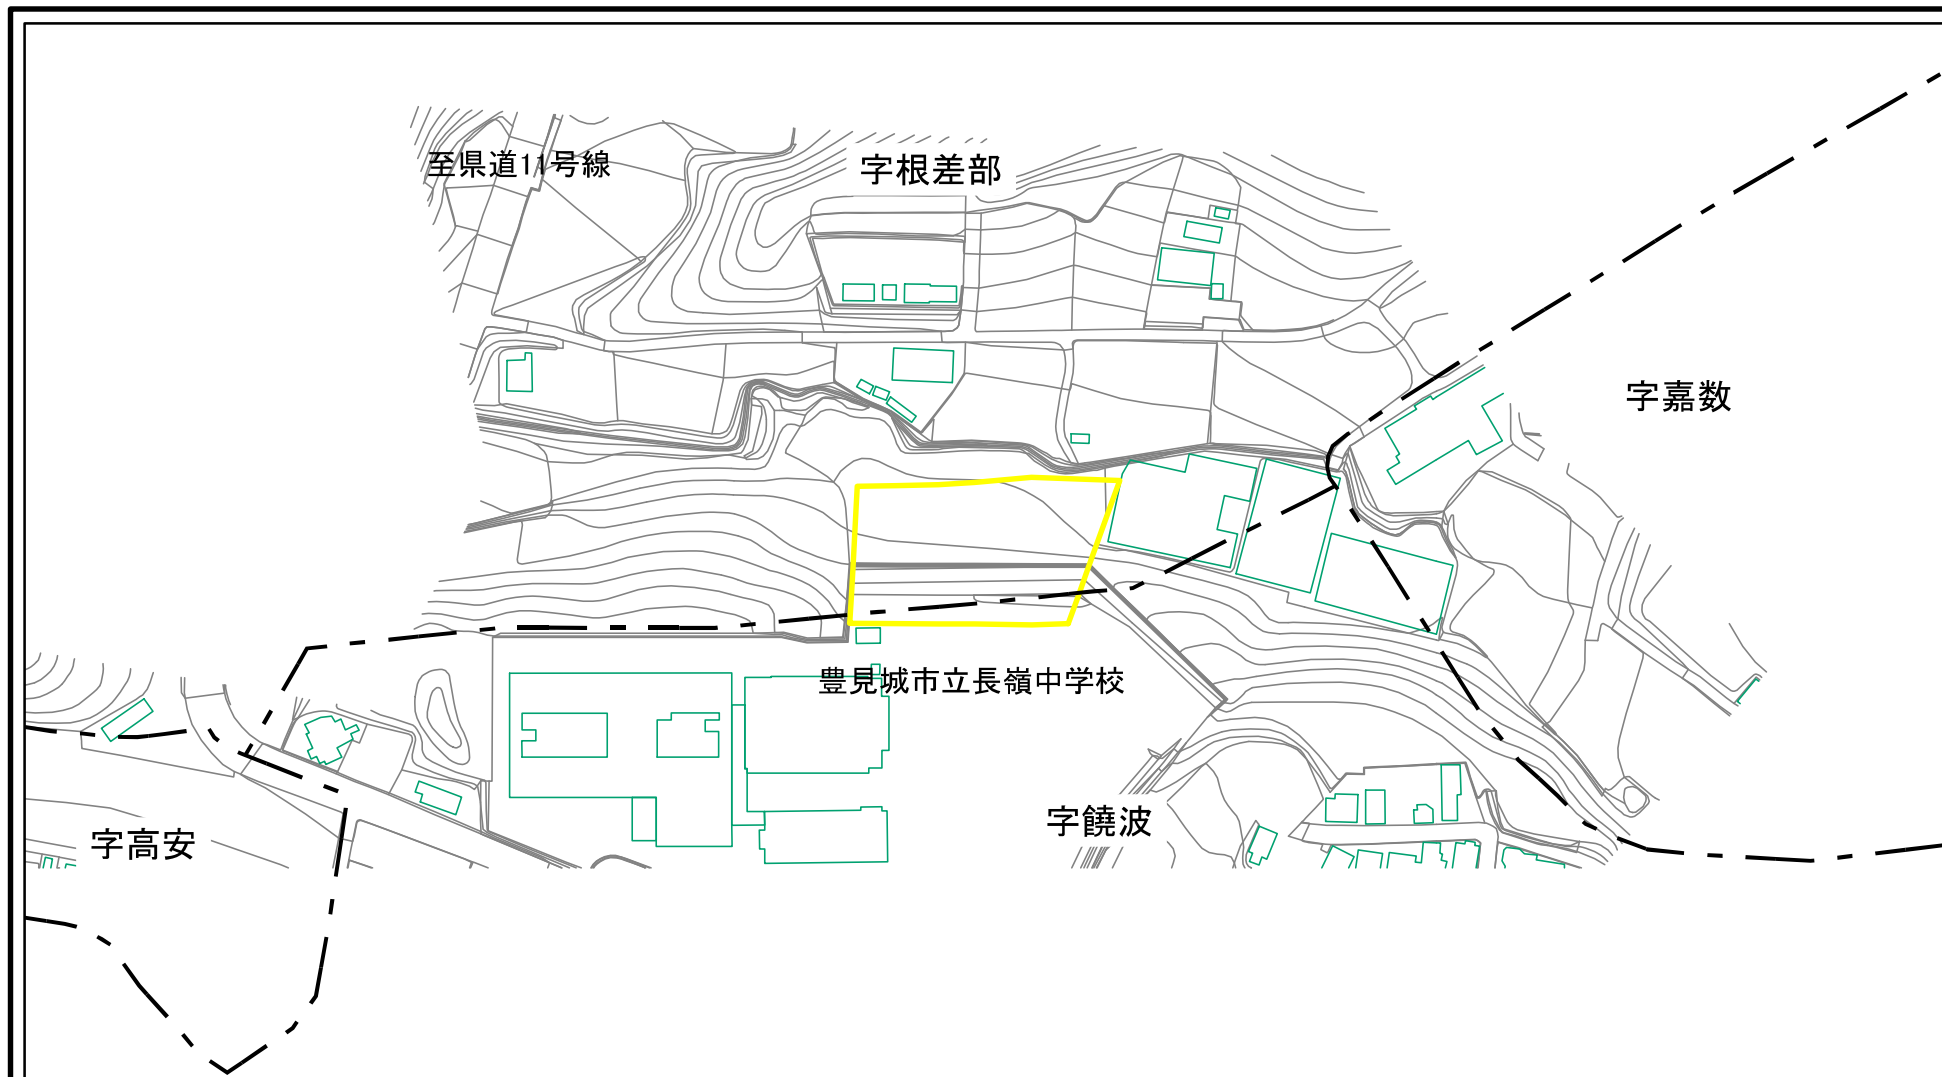 至県道11号線
字根差部
字嘉数
豊見城市立長嶺中学校
字饒波
字高安